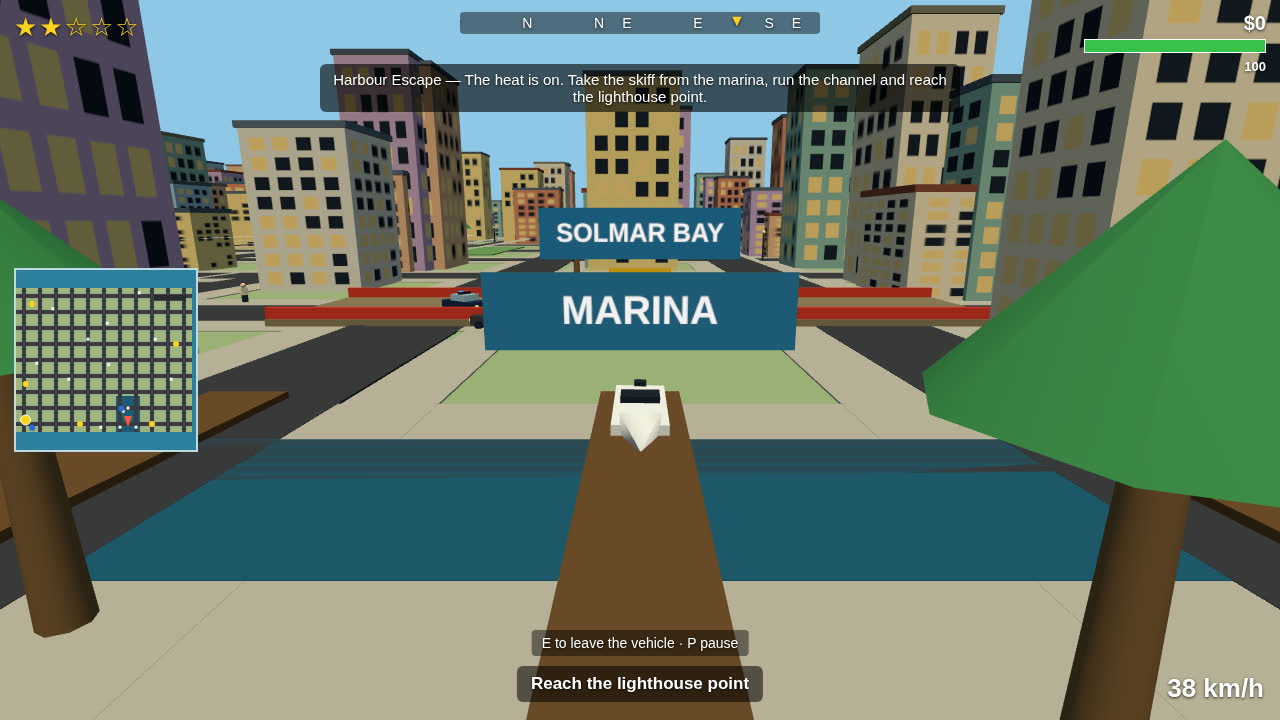 N NE E SE
$0
100
Harbour Escape — The heat is on. Take the skiff from the marina, run the channel and reach
the lighthouse point.
SOLMAR BAY
MARINA
E to leave the vehicle · P pause
Reach the lighthouse point
38 km/h